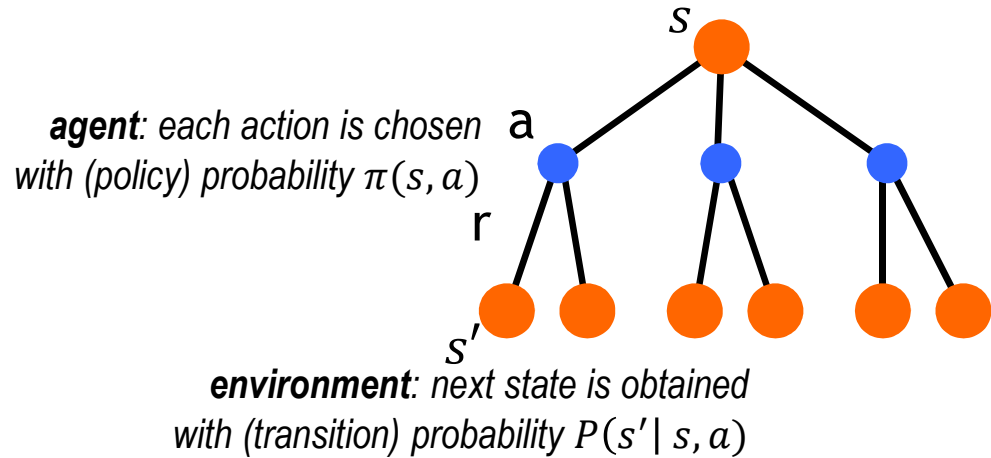 s
agent: each action is chosen
with (policy) probability π(s, a)
a
r
s′
environment: next state is obtained
with (transition) probability P(s′| s, a)